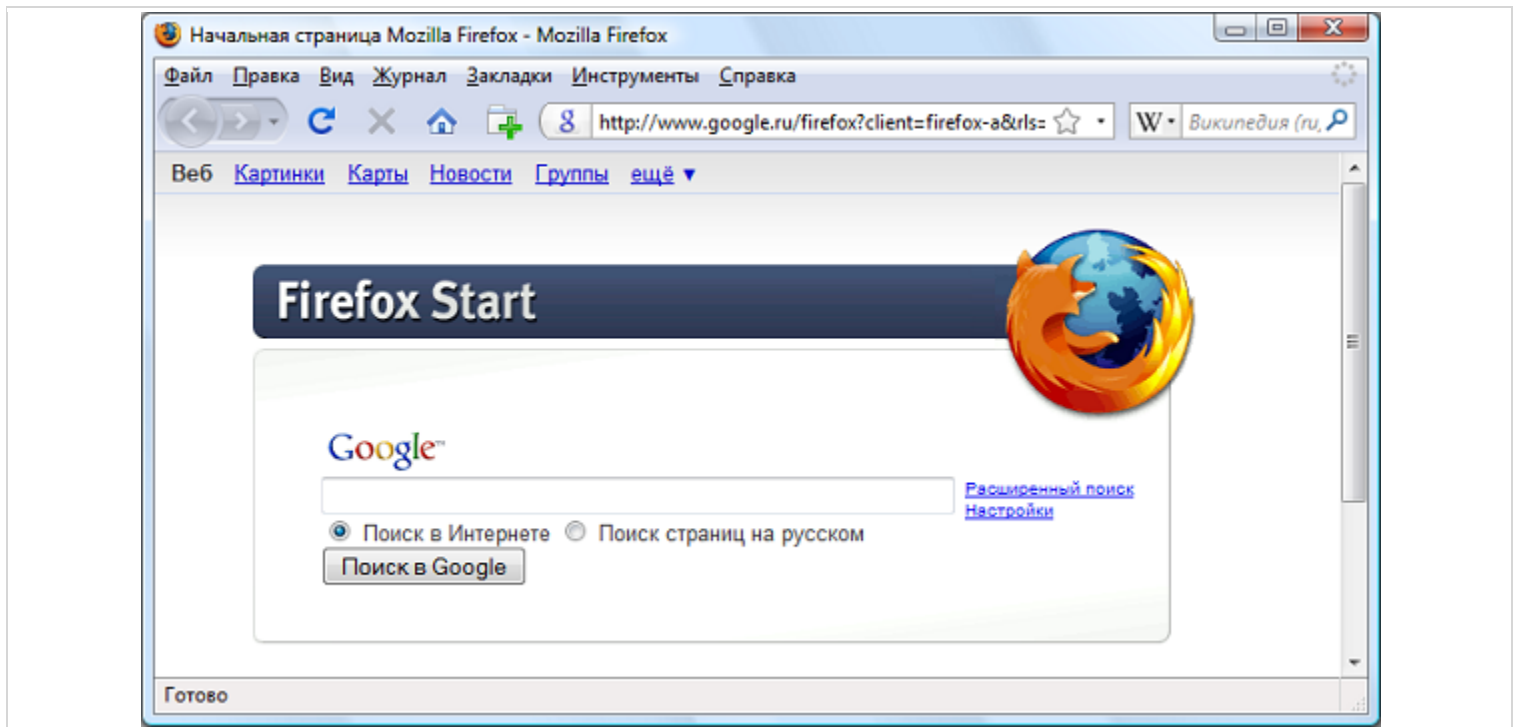 Начальная страница Mozilla Firefox - Mozilla Firefox
Файл Правка Вид Журнал Закладки Инструменты Справка
8 http://www.google.ru/firefox?client=firefox-a&rls= W Википедия (ru,
Веб Картинки Карты Новости Группы ещё ▼
Firefox Start
Google™
Расширенный поиск
Настройки
Поиск в Интернете Поиск страниц на русском
Поиск в Google
Готово